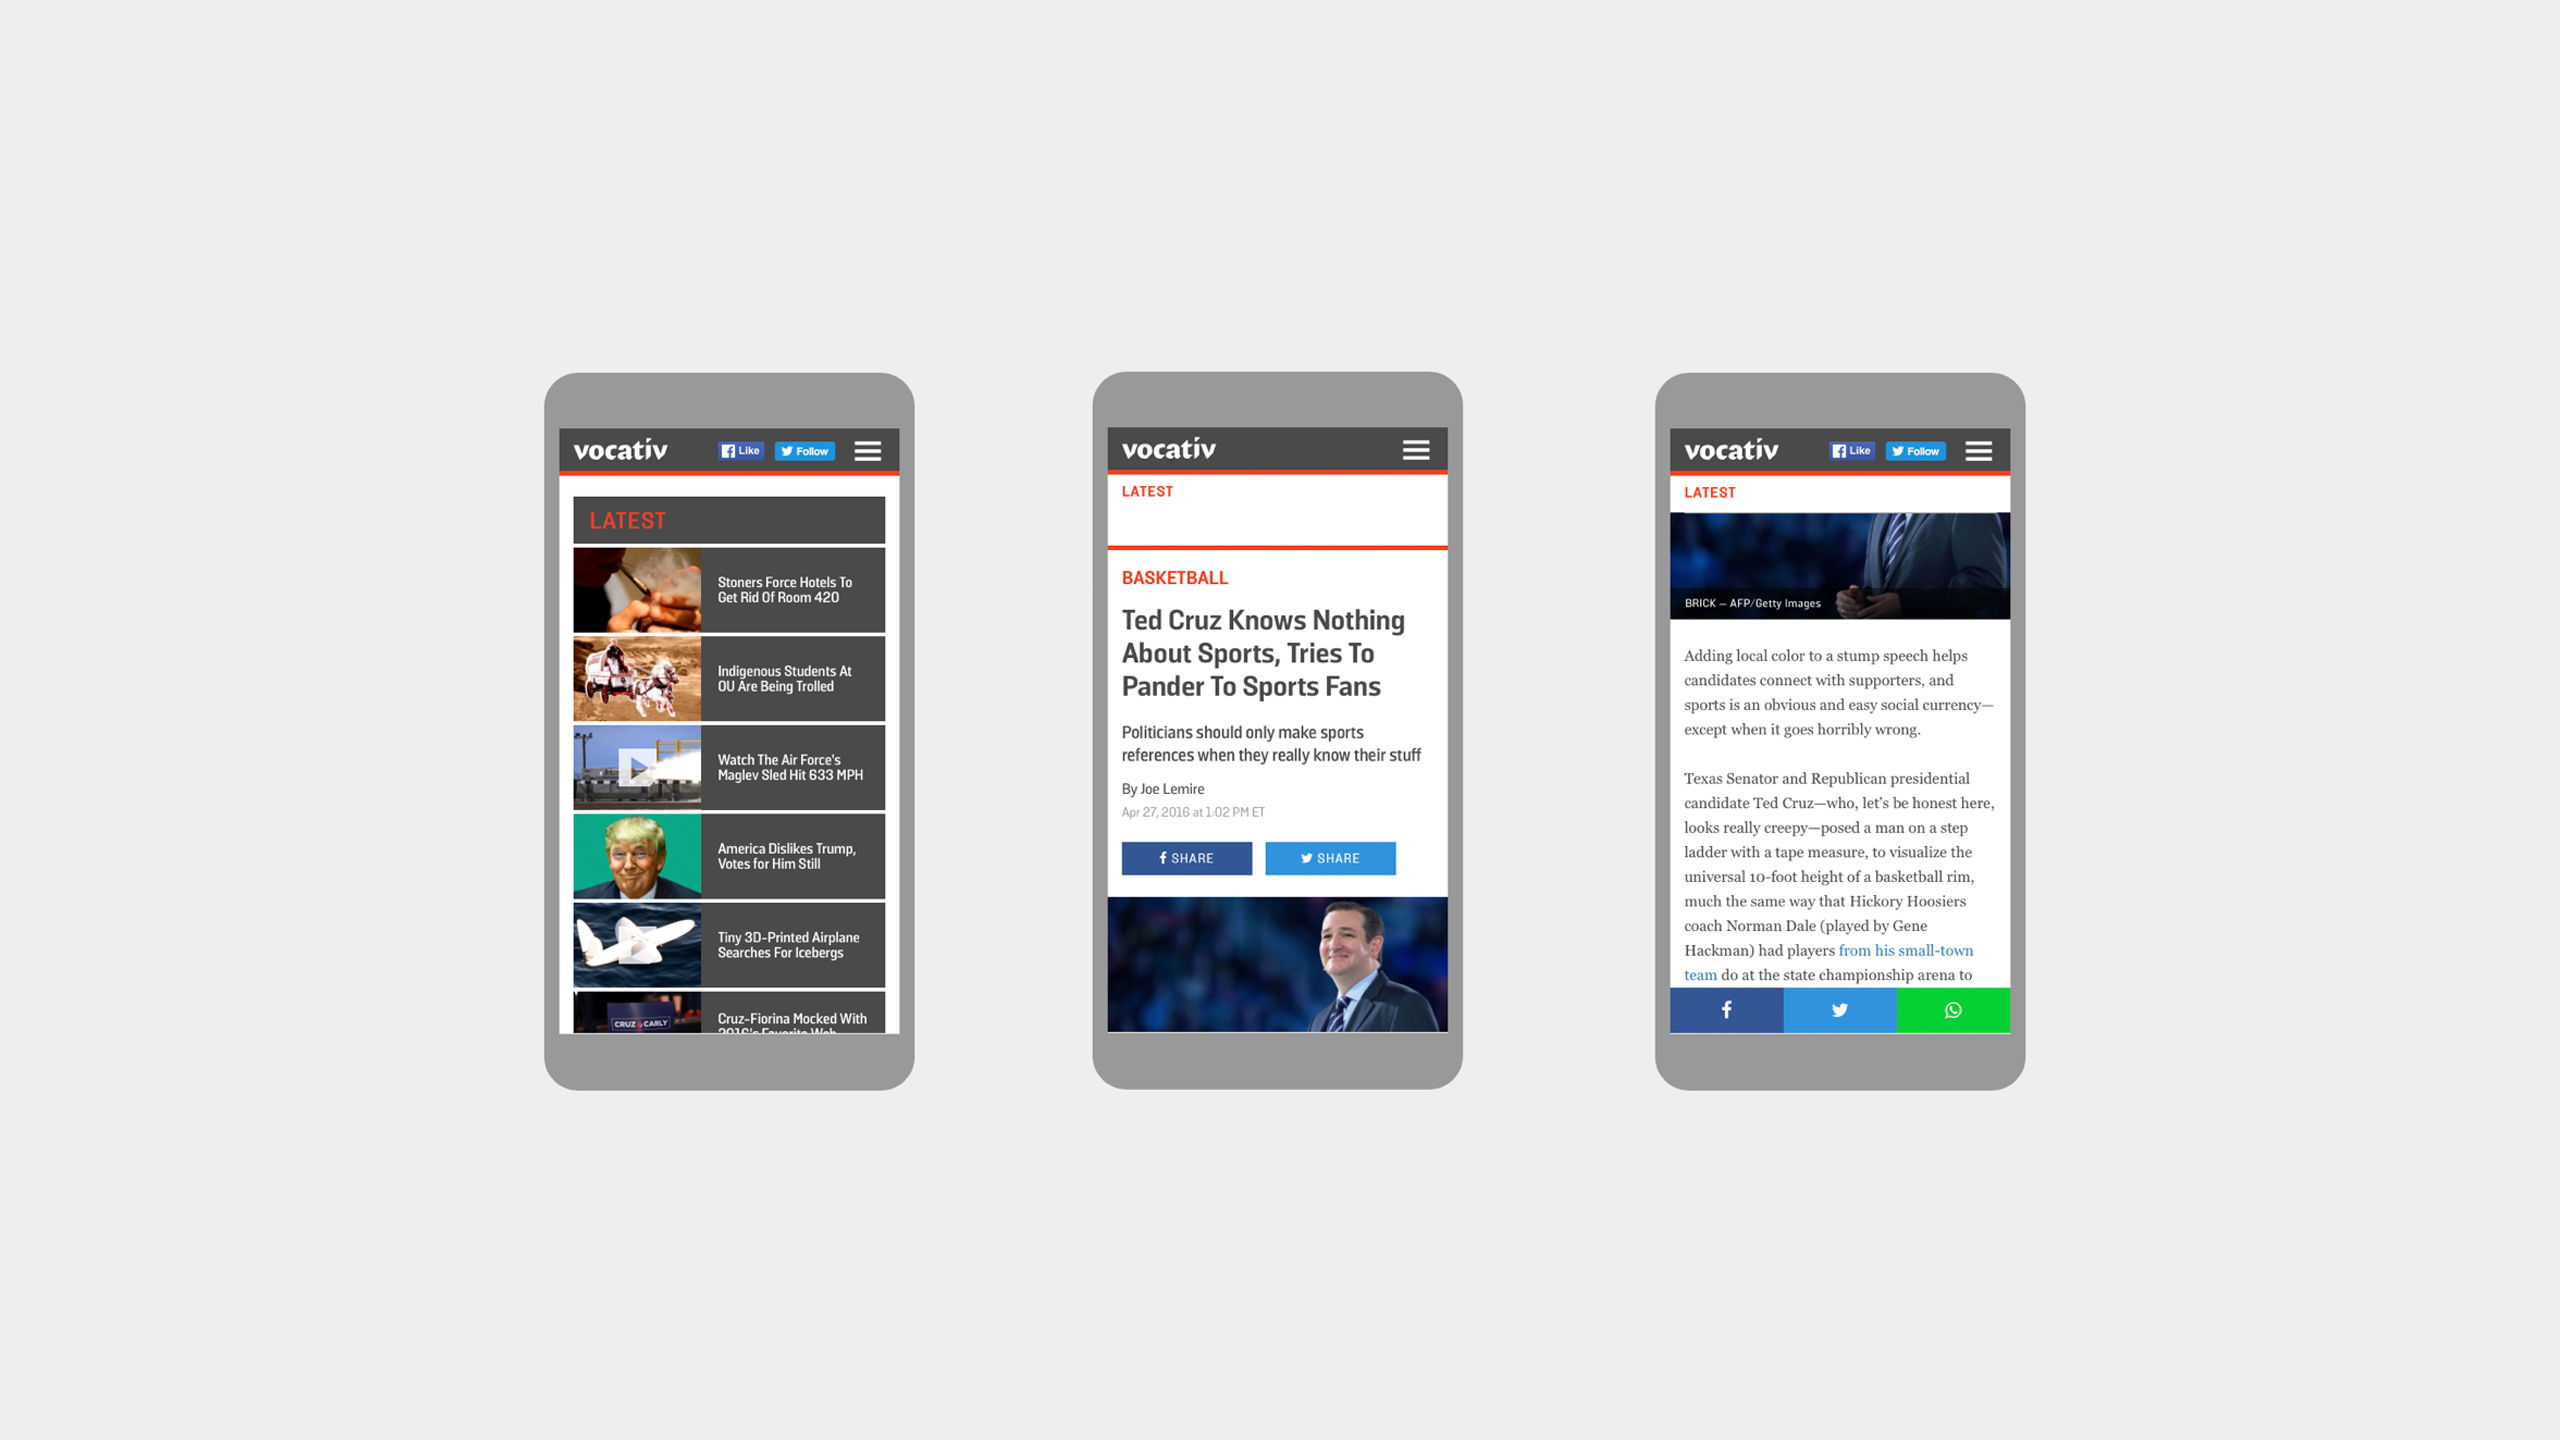 vocativ
Like
Follow
LATEST
Stoners Force Hotels To
Get Rid Of Room 420
Indigenous Students At
OU Are Being Trolled
Watch The Air Force's
Maglev Sled Hit 633 MPH
America Dislikes Trump,
Votes for Him Still
Tiny 3D-Printed Airplane
Searches For Icebergs
CRUZ CARLY
Cruz-Fiorina Mocked With
2016's Favorite Web
vocativ
LATEST
BASKETBALL
Ted Cruz Knows Nothing
About Sports, Tries To
Pander To Sports Fans
Politicians should only make sports
references when they really know their stuff
By Joe Lemire
Apr 27, 2016 at 1:02 PM ET
SHARE
SHARE
vocativ
Like
Follow
LATEST
BRICK — AFP/Getty Images
Adding local color to a stump speech helps
candidates connect with supporters, and
sports is an obvious and easy social currency—
except when it goes horribly wrong.
Texas Senator and Republican presidential
candidate Ted Cruz—who, let's be honest here,
looks really creepy—posed a man on a step
ladder with a tape measure, to visualize the
universal 10-foot height of a basketball rim,
much the same way that Hickory Hoosiers
coach Norman Dale (played by Gene
Hackman) had players from his small-town
team do at the state championship arena to